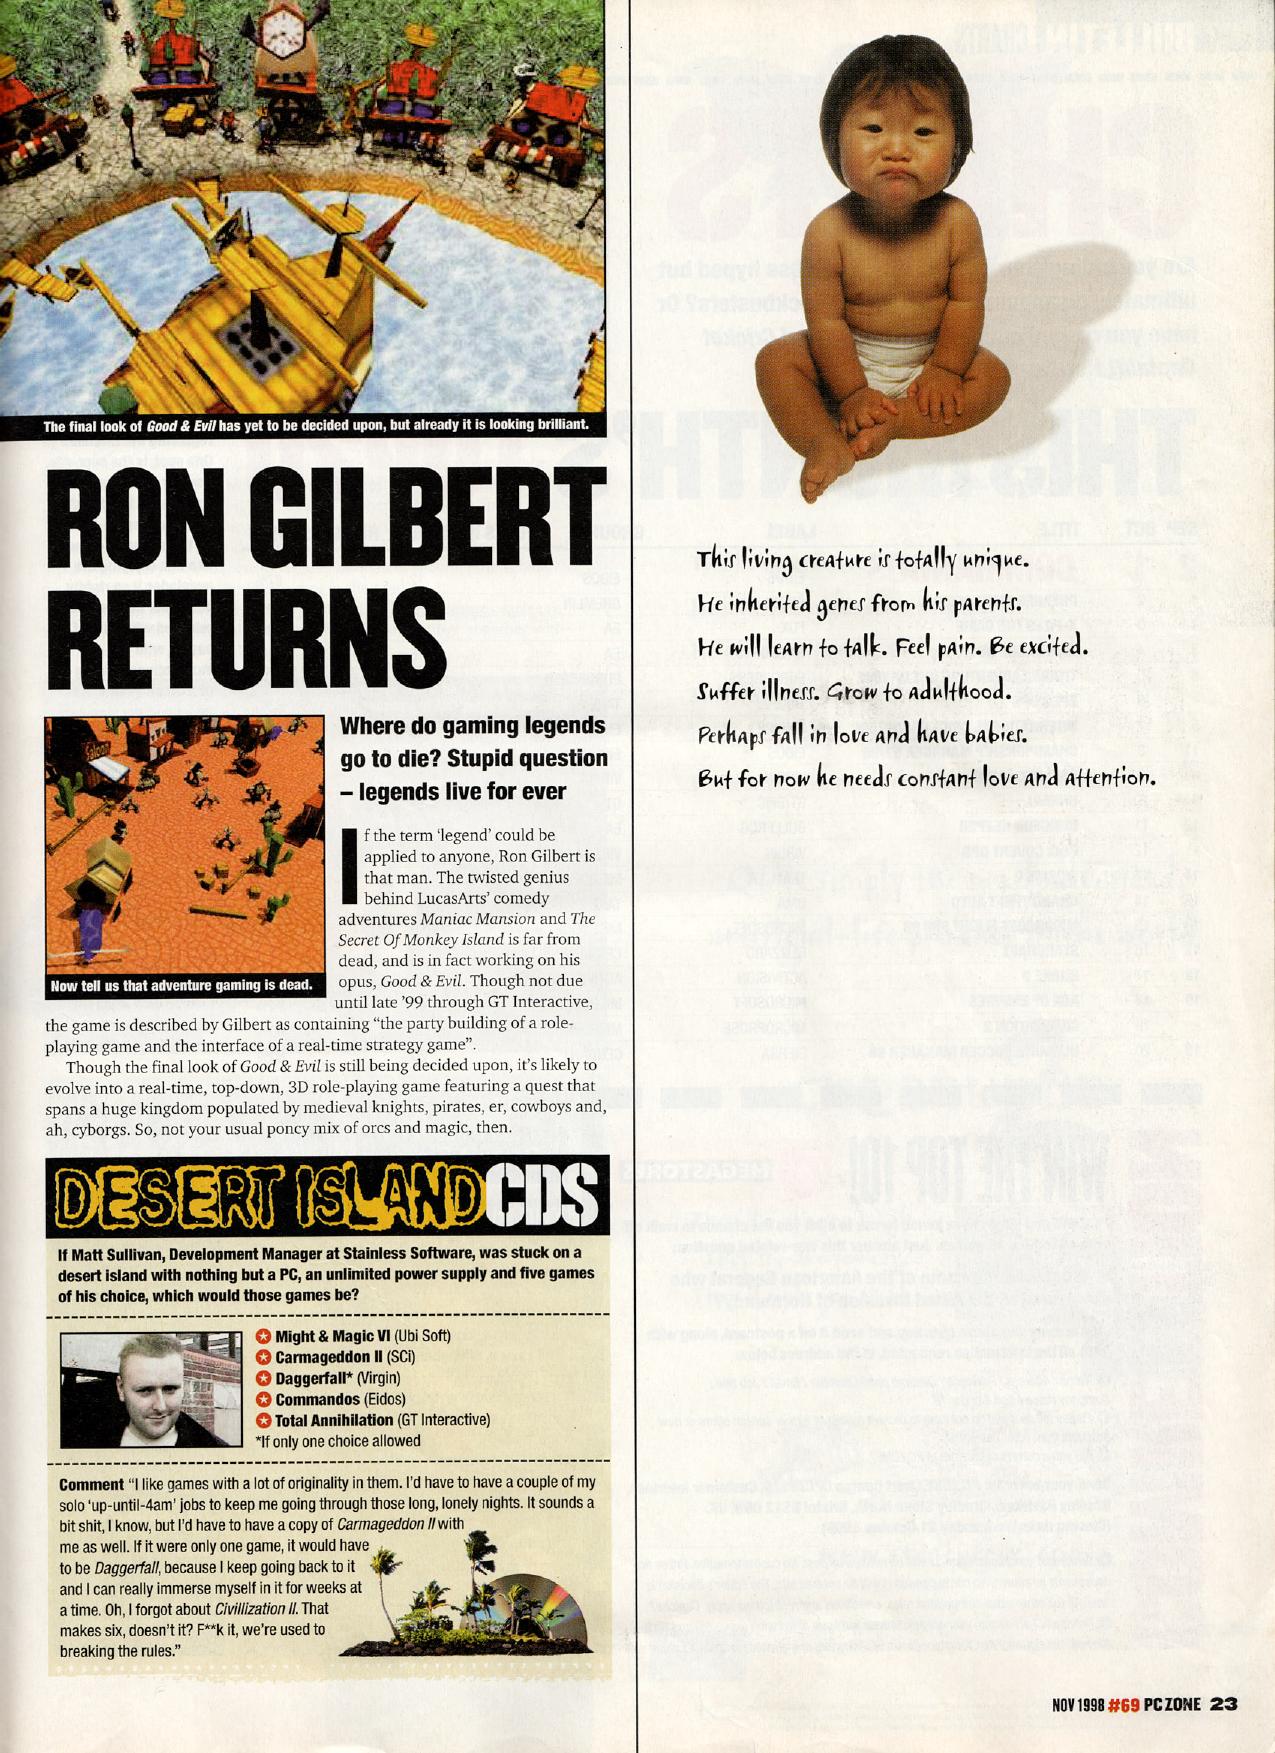 The final look of Good & Evil has yet to be decided upon, but already it is looking brilliant.
RON GILBERT
RETURNS
Now tell us that adventure gaming is dead.
Where do gaming legends
go to die? Stupid question
– legends live for ever
If the term ‘legend’ could be
applied to anyone, Ron Gilbert is
that man. The twisted genius
behind LucasArts’ comedy
adventures Maniac Mansion and The
Secret Of Monkey Island is far from
dead, and is in fact working on his
opus, Good & Evil. Though not due
until late ’99 through GT Interactive,
the game is described by Gilbert as containing “the party building of a role-
playing game and the interface of a real-time strategy game”.
Though the final look of Good & Evil is still being decided upon, it’s likely to
evolve into a real-time, top-down, 3D role-playing game featuring a quest that
spans a huge kingdom populated by medieval knights, pirates, er, cowboys and,
ah, cyborgs. So, not your usual poncy mix of orcs and magic, then.
DESERT ISLAND CDS
If Matt Sullivan, Development Manager at Stainless Software, was stuck on a
desert island with nothing but a PC, an unlimited power supply and five games
of his choice, which would those games be?
Might & Magic VI (Ubi Soft)
Carmageddon II (SCi)
Daggerfall* (Virgin)
Commandos (Eidos)
Total Annihilation (GT Interactive)
*If only one choice allowed
Comment “I like games with a lot of originality in them. I’d have to have a couple of my
solo ‘up-until-4am’ jobs to keep me going through those long, lonely nights. It sounds a
bit shit, I know, but I’d have to have a copy of Carmageddon II with
me as well. If it were only one game, it would have
to be Daggerfall, because I keep going back to it
and I can really immerse myself in it for weeks at
a time. Oh, I forgot about Civillization II. That
makes six, doesn’t it? F**k it, we’re used to
breaking the rules.”
This living creature is totally unique.
He inherited genes from his parents.
He will learn to talk. Feel pain. Be excited.
Suffer illness. Grow to adulthood.
Perhaps fall in love and have babies.
But for now he needs constant love and attention.
NOV 1998 #69 PC ZONE 23